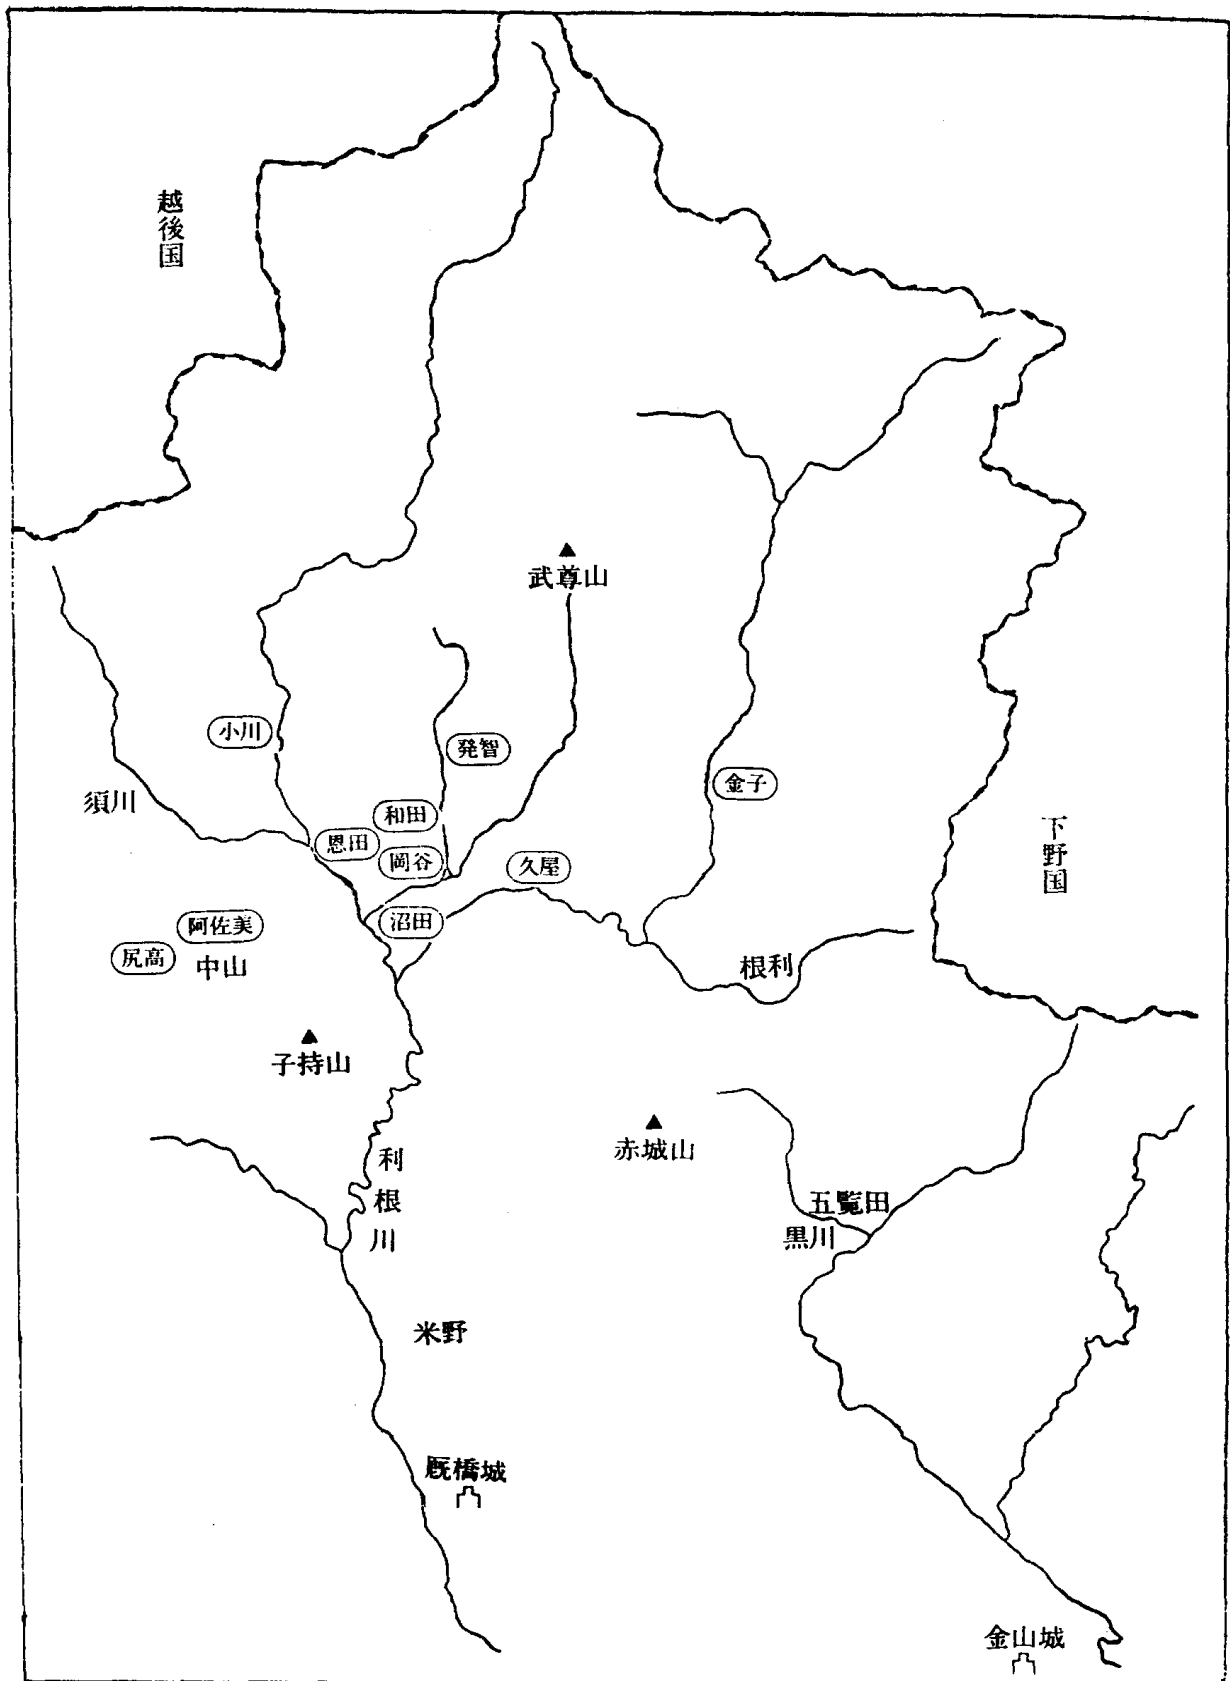 越後国
武尊山
小川
発智
金子
須川
和田
恩田
岡谷
久屋
下野国
阿佐美
沼田
尻高
中山
根利
子持山
赤城山
利根川
五覧田
黒川
米野
厩橋城
金山城